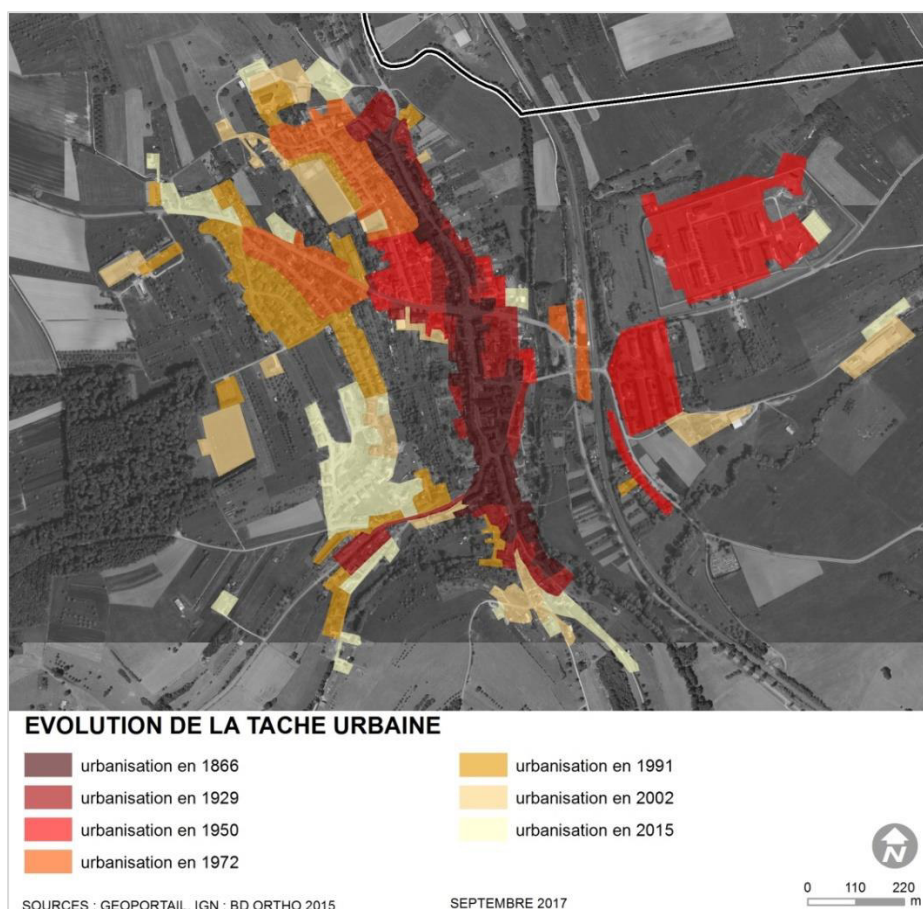 EVOLUTION DE LA TACHE URBAINE
urbanisation en 1866
urbanisation en 1929
urbanisation en 1950
urbanisation en 1972
urbanisation en 1991
urbanisation en 2002
urbanisation en 2015
N
0 110 220
m
SOURCES : GEOPORTAIL, IGN : BD ORTHO 2015
SEPTEMBRE 2017